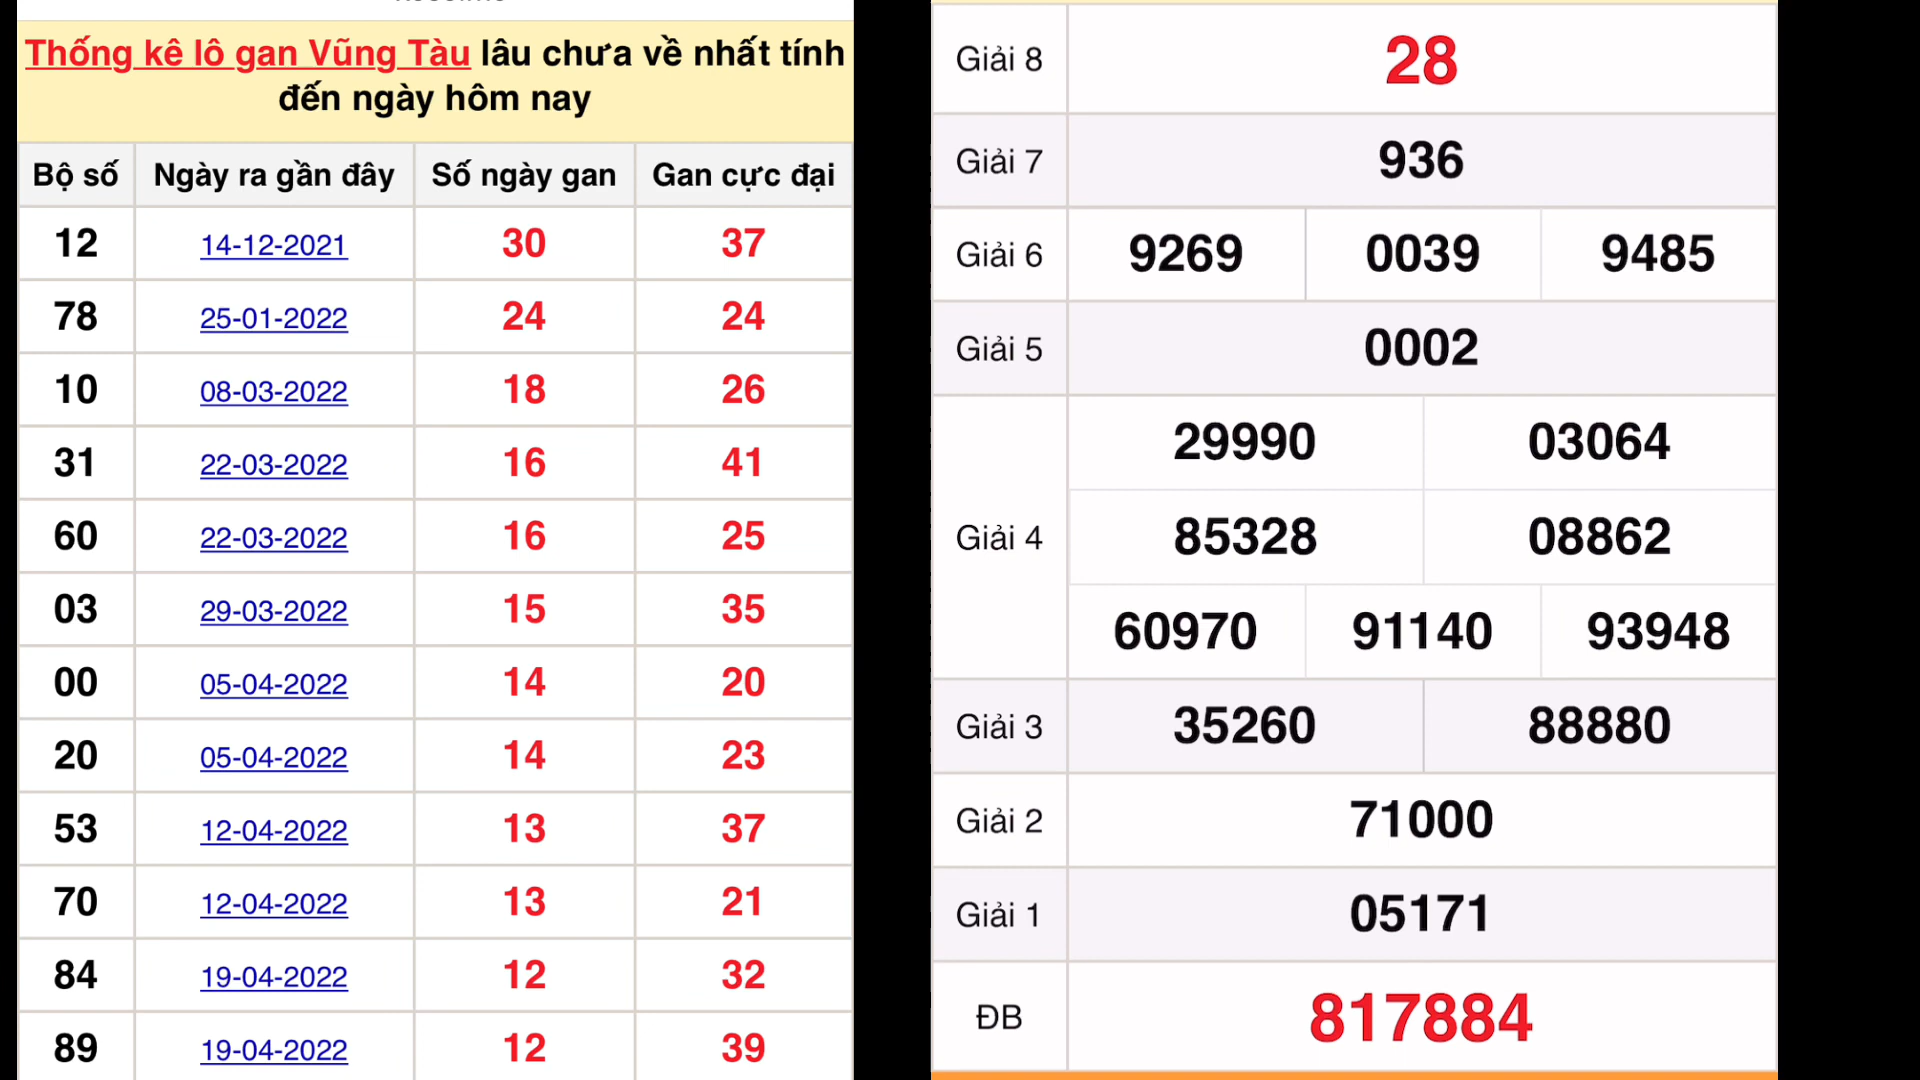 Thống kê lô gan Vũng Tàu lâu chưa về nhất tính
đến ngày hôm nay
Bộ số Ngày ra gần đây Số ngày gan Gan cực đại
12 14-12-2021 30 37
78 25-01-2022 24 24
10 08-03-2022 18 26
31 22-03-2022 16 41
60 22-03-2022 16 25
03 29-03-2022 15 35
00 05-04-2022 14 20
20 05-04-2022 14 23
53 12-04-2022 13 37
70 12-04-2022 13 21
84 19-04-2022 12 32
89 19-04-2022 12 39
Giải 8 28
Giải 7 936
Giải 6 9269 0039 9485
Giải 5 0002
29990 03064
Giải 4 85328 08862
60970 91140 93948
Giải 3 35260 88880
Giải 2 71000
Giải 1 05171
ĐB 817884